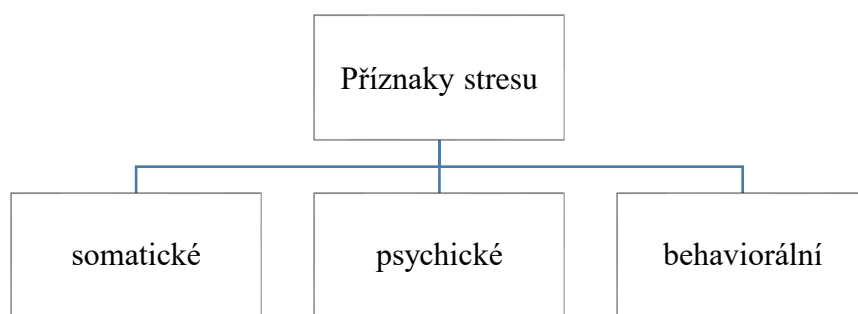 Příznaky stresu
somatické
psychické
behaviorální